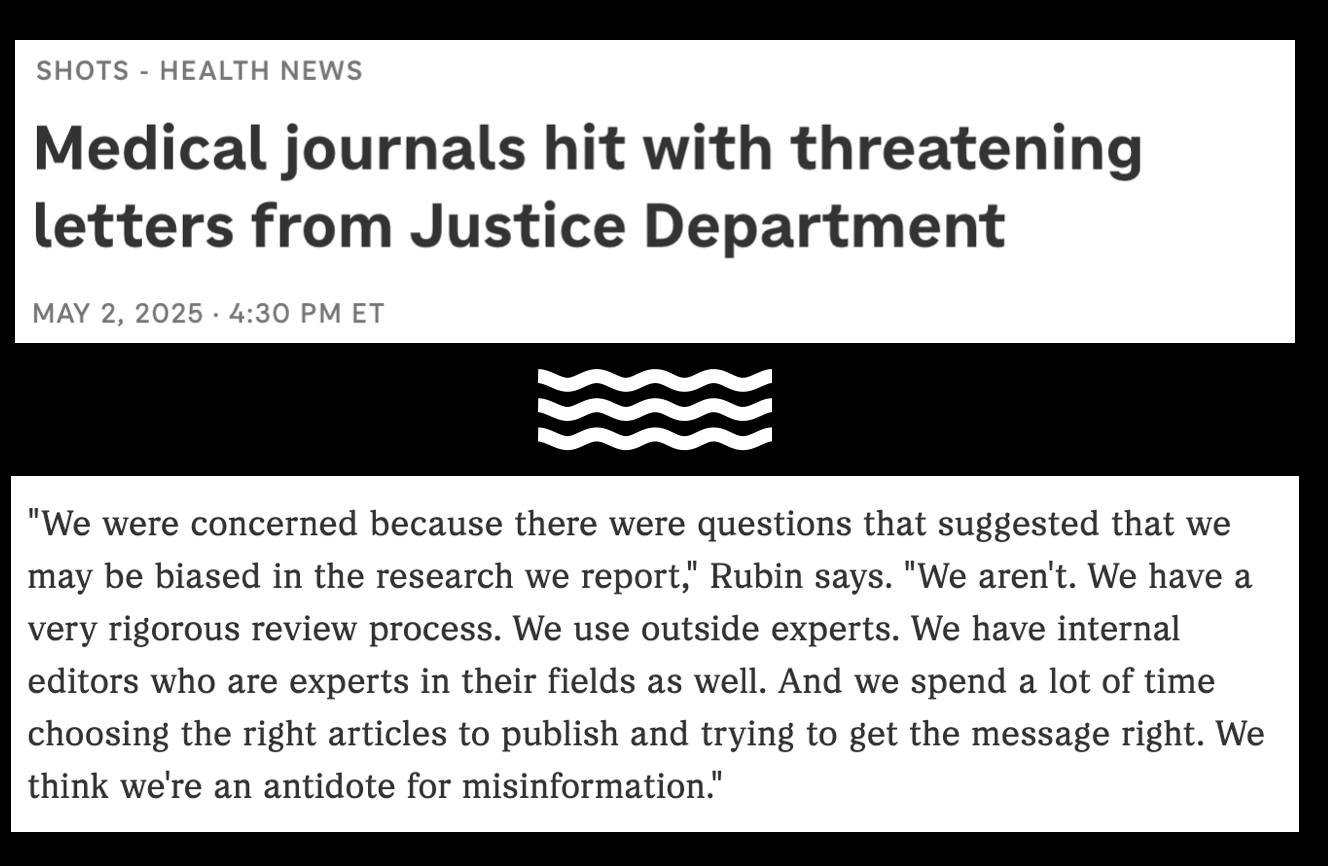 SHOTS - HEALTH NEWS
Medical journals hit with threatening
letters from Justice Department
MAY 2, 2025 · 4:30 PM ET
"We were concerned because there were questions that suggested that we
may be biased in the research we report," Rubin says. "We aren't. We have a
very rigorous review process. We use outside experts. We have internal
editors who are experts in their fields as well. And we spend a lot of time
choosing the right articles to publish and trying to get the message right. We
think we're an antidote for misinformation."